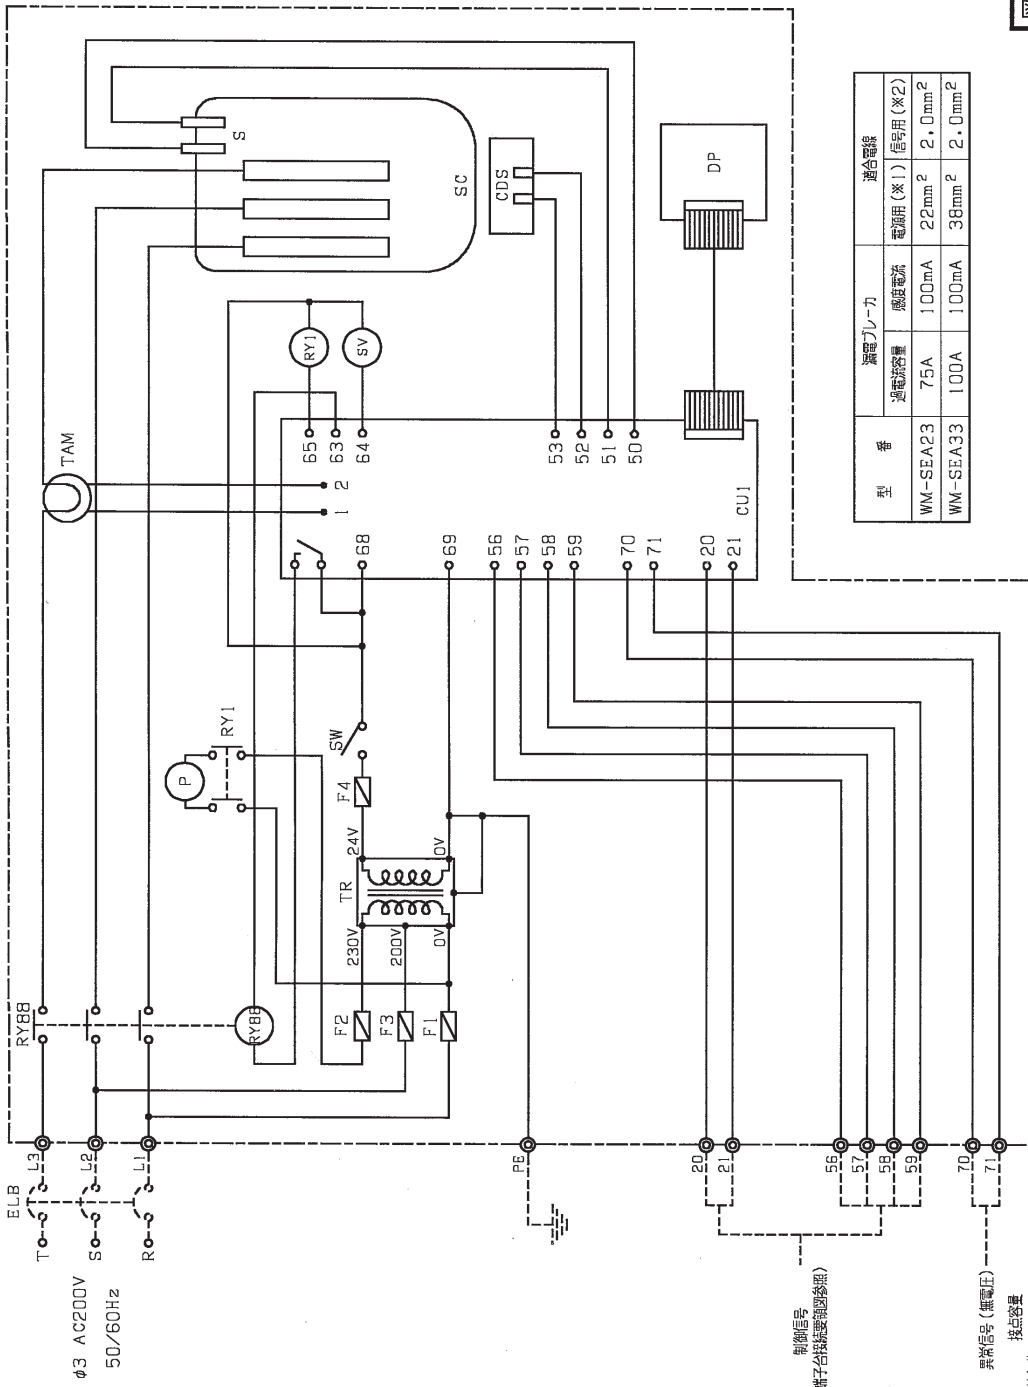 ELB
T
S
R
φ3 AC200V
50/60Hz
L3
L2
L1
RY88
RY88
TAM
P
RY1
SW
F4
F2
F3
F1
TR
230V
200V
0V
24V
0V
PE
RY1
SV
S
SC
CDS
DP
CU1
65
63
64
1
2
68
69
56
57
58
59
70
71
20
21
53
52
51
50
20
21
56
57
58
59
70
71
制御信号
端子台接続要領図参照)
異常信号 (無電圧)
接点容量
型 番
漏電ブレーカ
適合電線
過電流容量
感度電流
電源用 (※1)
信号用 (※2)
WM-SEA23 75A 100mA 22mm² 2.0mm²
WM-SEA33 100A 100mA 38mm² 2.0mm²